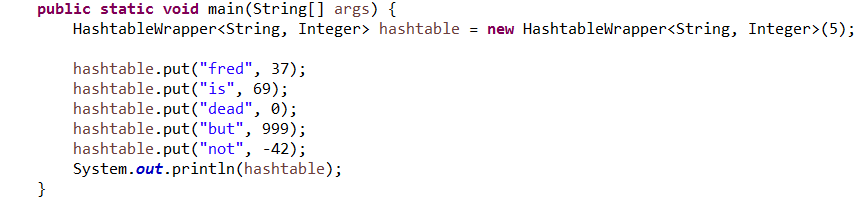 public static void main(String[] args) {
HashtableWrapper<String, Integer> hashtable = new HashtableWrapper<String, Integer>(5);
hashtable.put("fred", 37);
hashtable.put("is", 69);
hashtable.put("dead", 0);
hashtable.put("but", 999);
hashtable.put("not", -42);
System.out.println(hashtable);
}